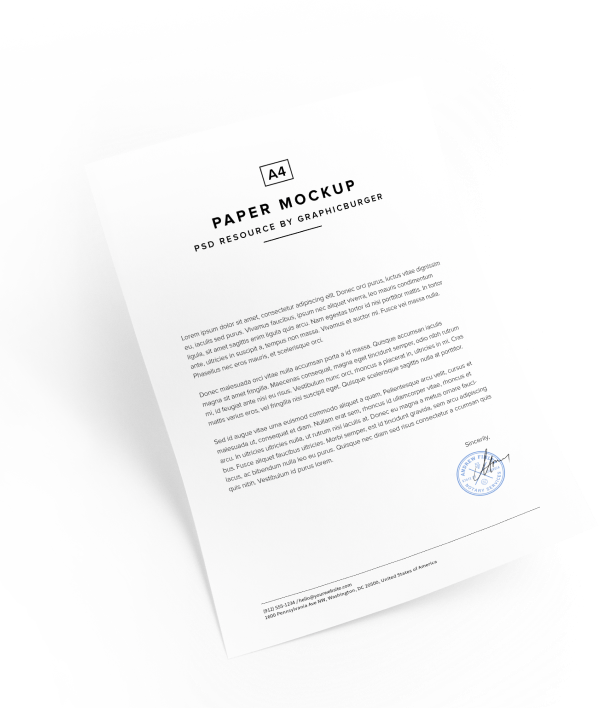 A4
PAPER MOCKUP
PSD RESOURCE BY GRAPHICBURGER
Lorem ipsum dolor sit amet, consectetur adipiscing elit. Donec orci purus, luctus vitae dignissim
eu, iaculis sed purus. Vivamus faucibus, ipsum nec aliquet viverra, leo mauris condimentum
ligula, sit amet sagittis enim ligula quis arcu. Nam egestas tortor id nisi porttitor mattis. In tortor
ante, ultricies in suscipit a, tempus non massa. Vivamus et auctor mi. Fusce vel massa nulla.
Phasellus nec eros mauris, et scelerisque orci.
Donec malesuada orci vitae nulla accumsan porta a id massa. Quisque accumsan iaculis
magna sit amet fringilla. Maecenas consequat, magna eget tincidunt semper, odio nibh rutrum
mi, id feugiat ante nisi eu risus. Vestibulum nunc orci, rhoncus a placerat in, ultricies in mi. Cras
mattis varius eros, vel fringilla nisi suscipit eget. Quisque scelerisque sagittis nulla at porttitor.
Sed id augue vitae urna euismod commodo aliquet a quam. Pellentesque arcu velit, cursus et
malesuada ut, consequat et diam. Nullam erat sem, rhoncus id ullamcorper vitae, rhoncus et
arcu. In ultricies ultricies nulla, ut rutrum nisi iaculis at. Donec eu magna a metus ornare fauci-
bus. Fusce aliquet faucibus ultricies. Morbi semper, est id tincidunt gravida, sem arcu adipiscing
lacus, ac bibendum nulla leo eu purus. Quisque nec diam sed risus consectetur a ccumsan quis
quis nibh. Vestibulum id purus lorem.
Sincerely,
ANDREW
NOTARY SERVICES
(912) 555-1234 / hello@yourwebsite.com
1600 Pennsylvania Ave NW, Washington, DC 20500, United States of America